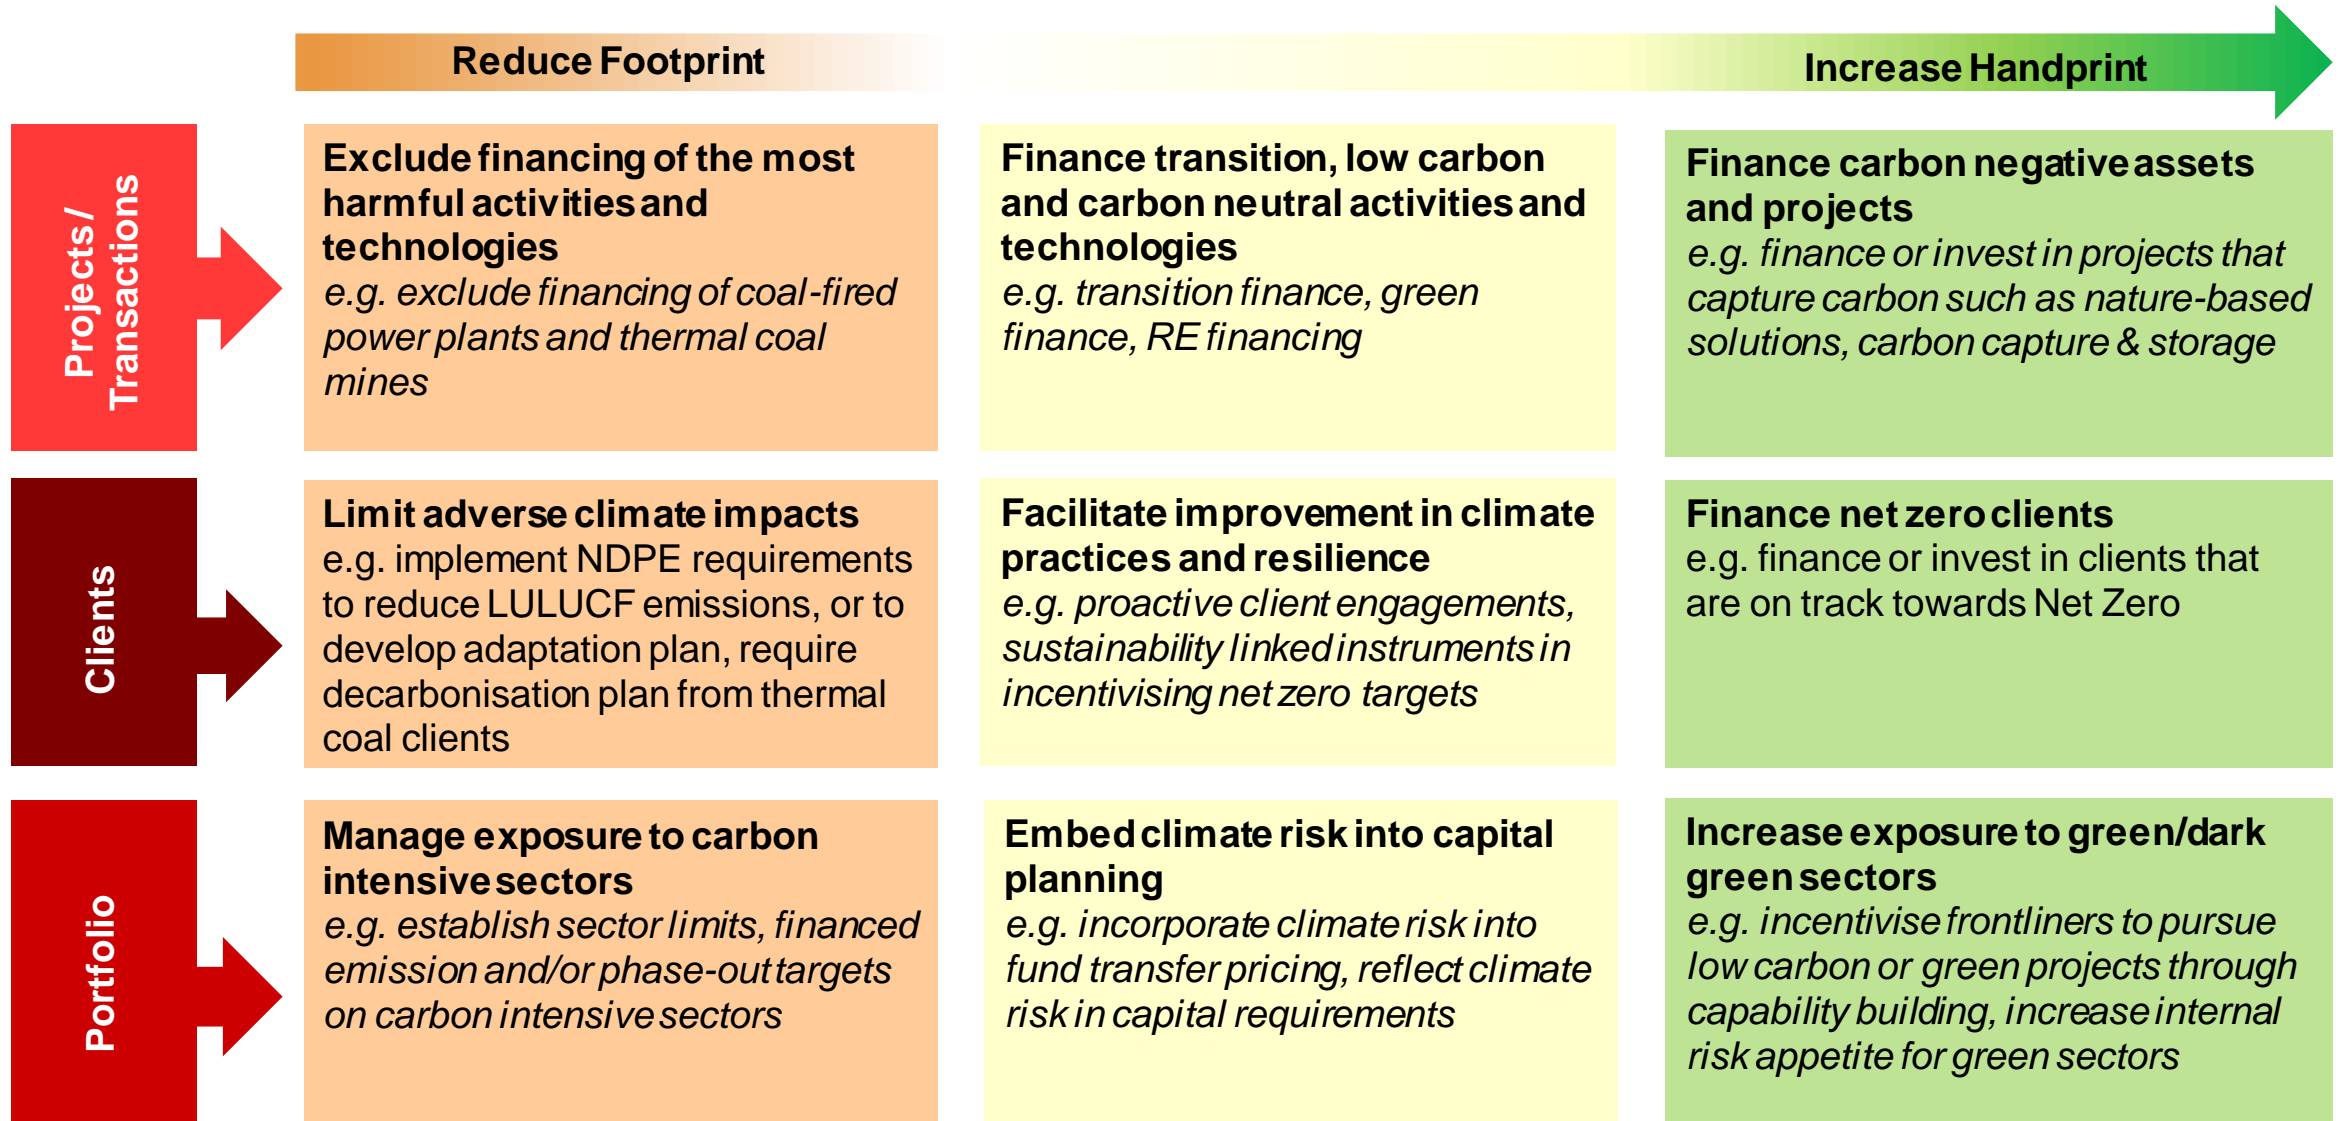 Reduce Footprint
Increase Handprint
Projects/
Transactions
Exclude financing of the most
harmful activities and
technologies
e.g. exclude financing of coal-fired
power plants and thermal coal
mines
Finance transition, low carbon
and carbon neutral activities and
technologies
e.g. transition finance, green
finance, RE financing
Finance carbon negative assets
and projects
e.g. finance or invest in projects that
capture carbon such as nature-based
solutions, carbon capture & storage
Clients
Limit adverse climate impacts
e.g. implement NDPE requirements
to reduce LULUCF emissions, or to
develop adaptation plan, require
decarbonisation plan from thermal
coal clients
Facilitate improvement in climate
practices and resilience
e.g. proactive client engagements,
sustainability linked instruments in
incentivising net zero targets
Finance net zero clients
e.g. finance or invest in clients that
are on track towards Net Zero
Portfolio
Manage exposure to carbon
intensive sectors
e.g. establish sector limits, financed
emission and/or phase-out targets
on carbon intensive sectors
Embed climate risk into capital
planning
e.g. incorporate climate risk into
fund transfer pricing, reflect climate
risk in capital requirements
Increase exposure to green/dark
green sectors
e.g. incentivise frontliners to pursue
low carbon or green projects through
capability building, increase internal
risk appetite for green sectors